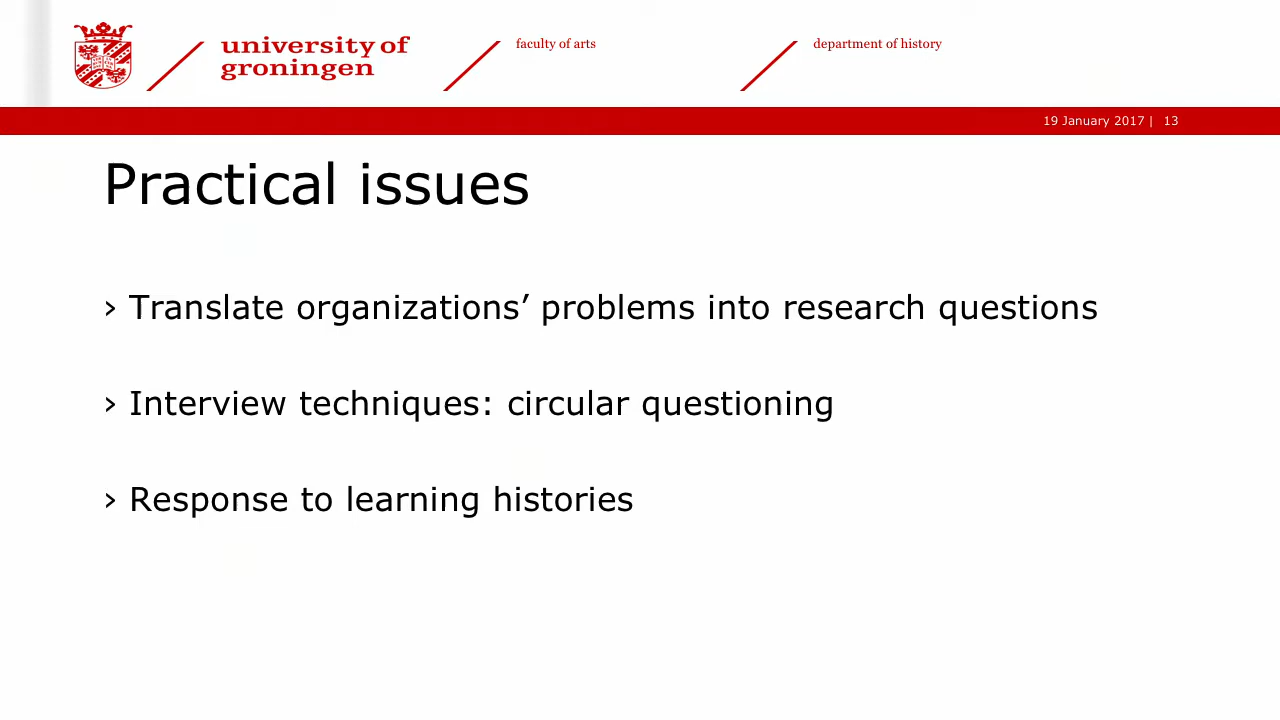 university of
groningen
faculty of arts
department of history
19 January 2017 | 13
Practical issues
› Translate organizations’ problems into research questions
› Interview techniques: circular questioning
› Response to learning histories